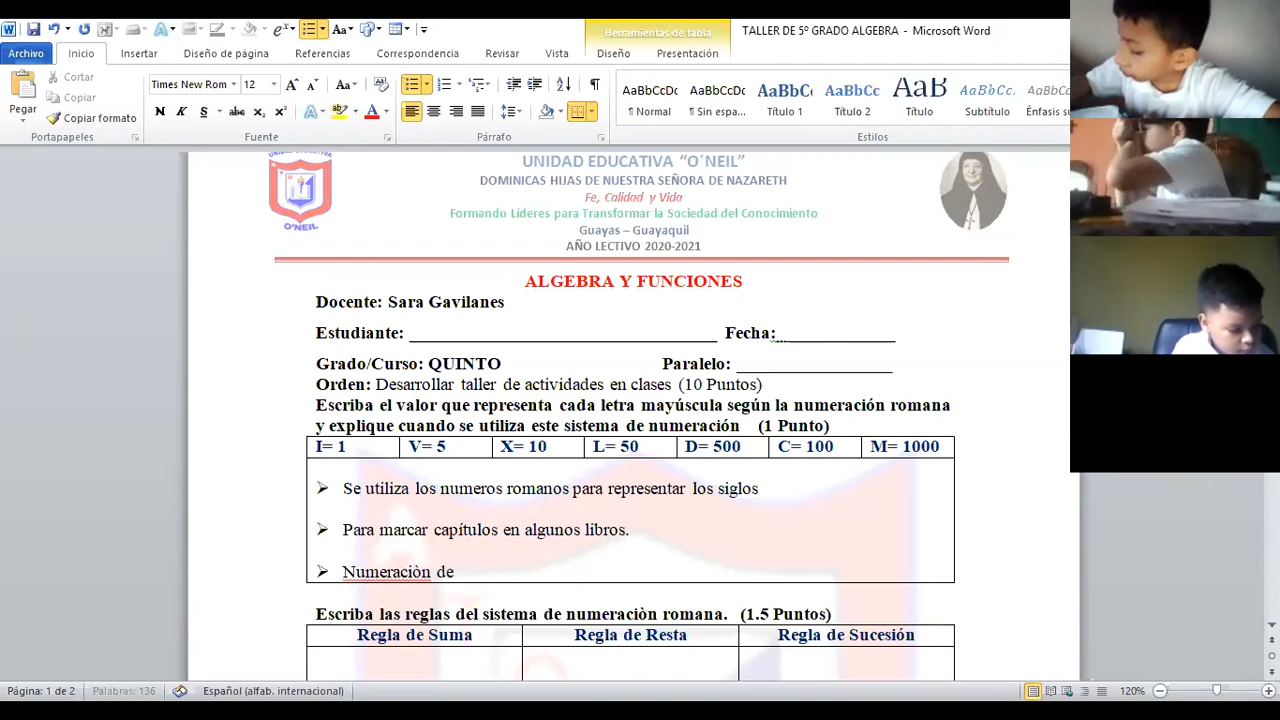 Herramientas de tabla
TALLER DE 5º GRADO ALGEBRA - Microsoft Word
Archivo Inicio Insertar Diseño de página Referencias Correspondencia Revisar Vista Diseño Presentación
Pegar
Cortar
Copiar
Copiar formato
Portapapeles
Times New Rom 12
Fuente
Párrafo
AaBbCcDc ¶ Normal
AaBbCcDc ¶ Sin espa...
AaBbCc Título 1
AaBbCc Título 2
AaB Título
AaBbCc Subtítulo
AaBbCcDc Énfasis su
Estilos
UNIDAD EDUCATIVA “O´NEIL”
DOMINICAS HIJAS DE NUESTRA SEÑORA DE NAZARETH
Fe, Calidad y Vida
Formando Líderes para Transformar la Sociedad del Conocimiento
Guayas – Guayaquil
AÑO LECTIVO 2020-2021
O´NEIL
ALGEBRA Y FUNCIONES
Docente: Sara Gavilanes
Estudiante: Fecha:
Grado/Curso: QUINTO Paralelo:
Orden: Desarrollar taller de actividades en clases (10 Puntos)
Escriba el valor que representa cada letra mayúscula según la numeración romana
y explique cuando se utiliza este sistema de numeración (1 Punto)
I= 1 V= 5 X= 10 L= 50 D= 500 C= 100 M= 1000
Se utiliza los numeros romanos para representar los siglos
Para marcar capítulos en algunos libros.
Numeraciòn de
Escriba las reglas del sistema de numeraciòn romana. (1.5 Puntos)
Regla de Suma Regla de Resta Regla de Sucesión
Página: 1 de 2 Palabras: 136 Español (alfab. internacional) 120%